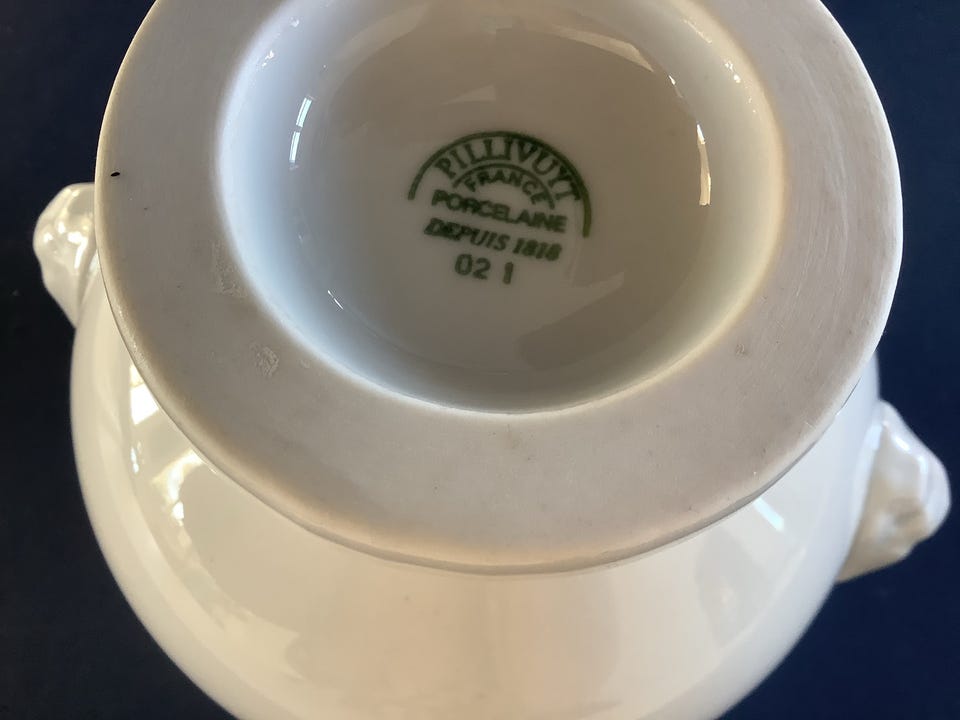 PILLIVUYT
FRANCE
PORCELAINE
DEPUIS 1818
02 1